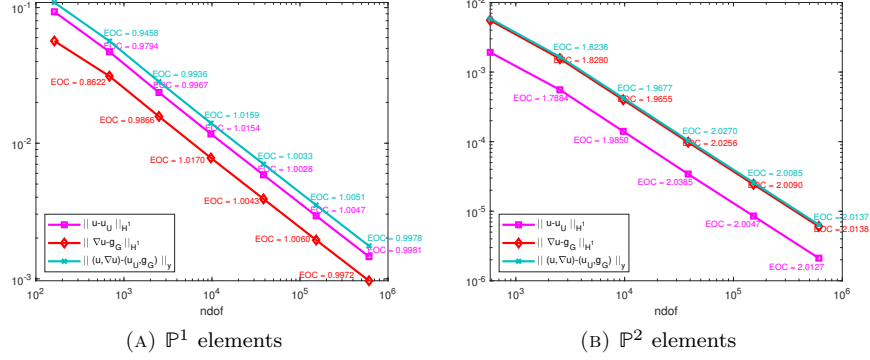 10^-1
EOC = 0.9458
EOC = 0.9794
EOC = 0.9936
EOC = 0.9967
EOC = 0.8622
EOC = 1.0159
EOC = 1.0154
EOC = 0.9866
10^-2
EOC = 1.0033
EOC = 1.0028
EOC = 1.0170
EOC = 1.0051
EOC = 1.0047
EOC = 1.0043
EOC = 0.9978
EOC = 0.9981
EOC = 1.0060
EOC = 0.9972
|| u-u_U ||_H¹
|| ∇u-g_G ||_H¹
|| (u,∇u)-(u_U,g_G) ||_y
10^-3
10^2 10^3 10^4 10^5 10^6
ndof
(A) ℙ¹ elements
10^-2
EOC = 1.8236
EOC = 1.8280
10^-3
EOC = 1.7884
EOC = 1.9677
EOC = 1.9655
EOC = 1.9850
10^-4
EOC = 2.0270
EOC = 2.0256
EOC = 2.0365
EOC = 2.0085
EOC = 2.0090
10^-5
EOC = 2.0047
EOC = 2.0137
EOC = 2.0138
EOC = 2.0127
|| u-u_U ||_H¹
|| ∇u-g_G ||_H¹
|| (u,∇u)-(u_U,g_G) ||_y
10^-6
10^3 10^4 10^5 10^6
ndof
(B) ℙ² elements